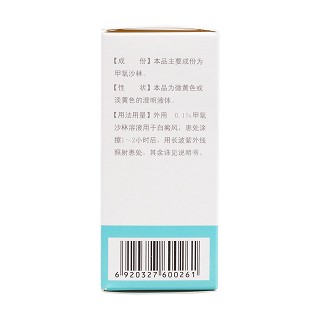 【成　份】本品主要成份为
甲氧沙林。
【性　状】本品为微黄色或
淡黄色的澄明液体。
【用法用量】外用　0.1%甲氧
沙林溶液用于白癜风，患处涂
擦1~2小时后，用长波紫外线
照射患处。其余详见说明书。
6 920327 600261